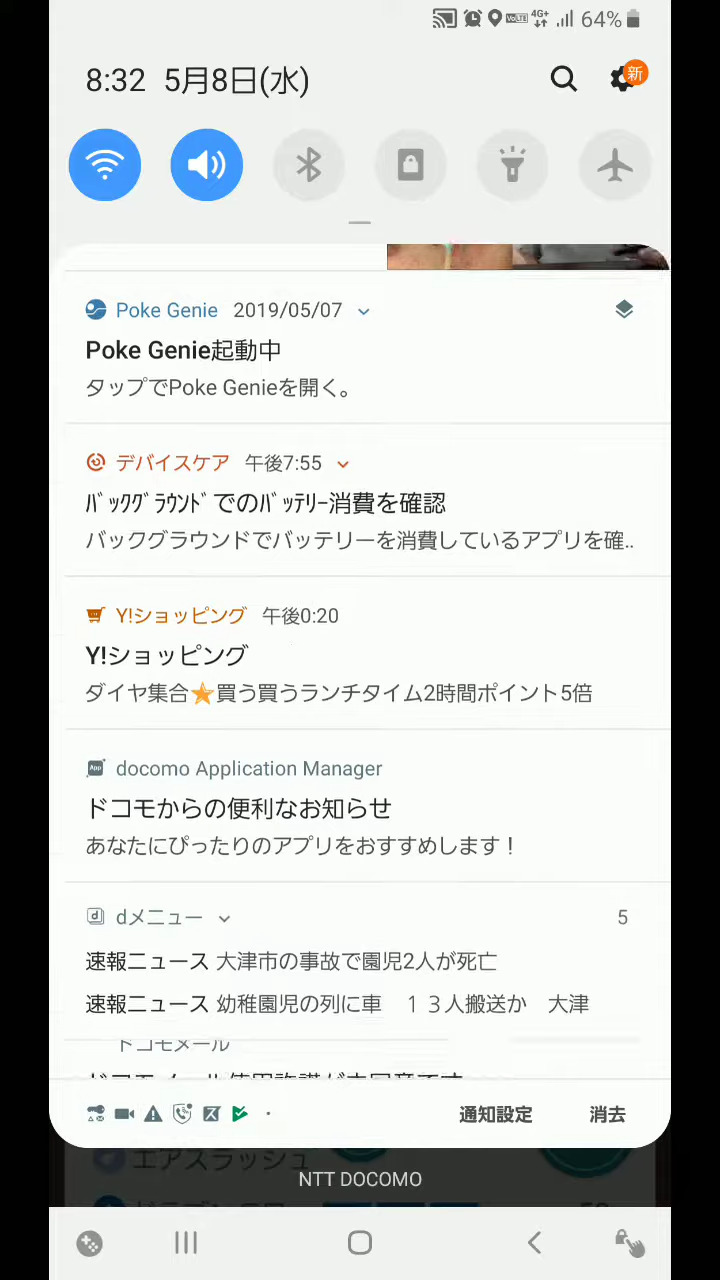 VoLTE 4G+ 64%
8:32 5月8日(水) 新
Poke Genie 2019/05/07
Poke Genie起動中
タップでPoke Genieを開く。
デバイスケア 午後7:55
ﾊﾞｯｸｸﾞﾗｳﾝﾄﾞでのﾊﾞｯﾃﾘｰ消費を確認
バックグラウンドでバッテリーを消費しているアプリを確..
Y!ショッピング 午後0:20
Y!ショッピング
ダイヤ集合⭐買う買うランチタイム2時間ポイント5倍
App docomo Application Manager
ドコモからの便利なお知らせ
あなたにぴったりのアプリをおすすめします！
d dメニュー 5
速報ニュース 大津市の事故で園児2人が死亡
速報ニュース 幼稚園児の列に車　１３人搬送か　大津
ドコモメール
通知設定 消去
エアスラッシュ
NTT DOCOMO